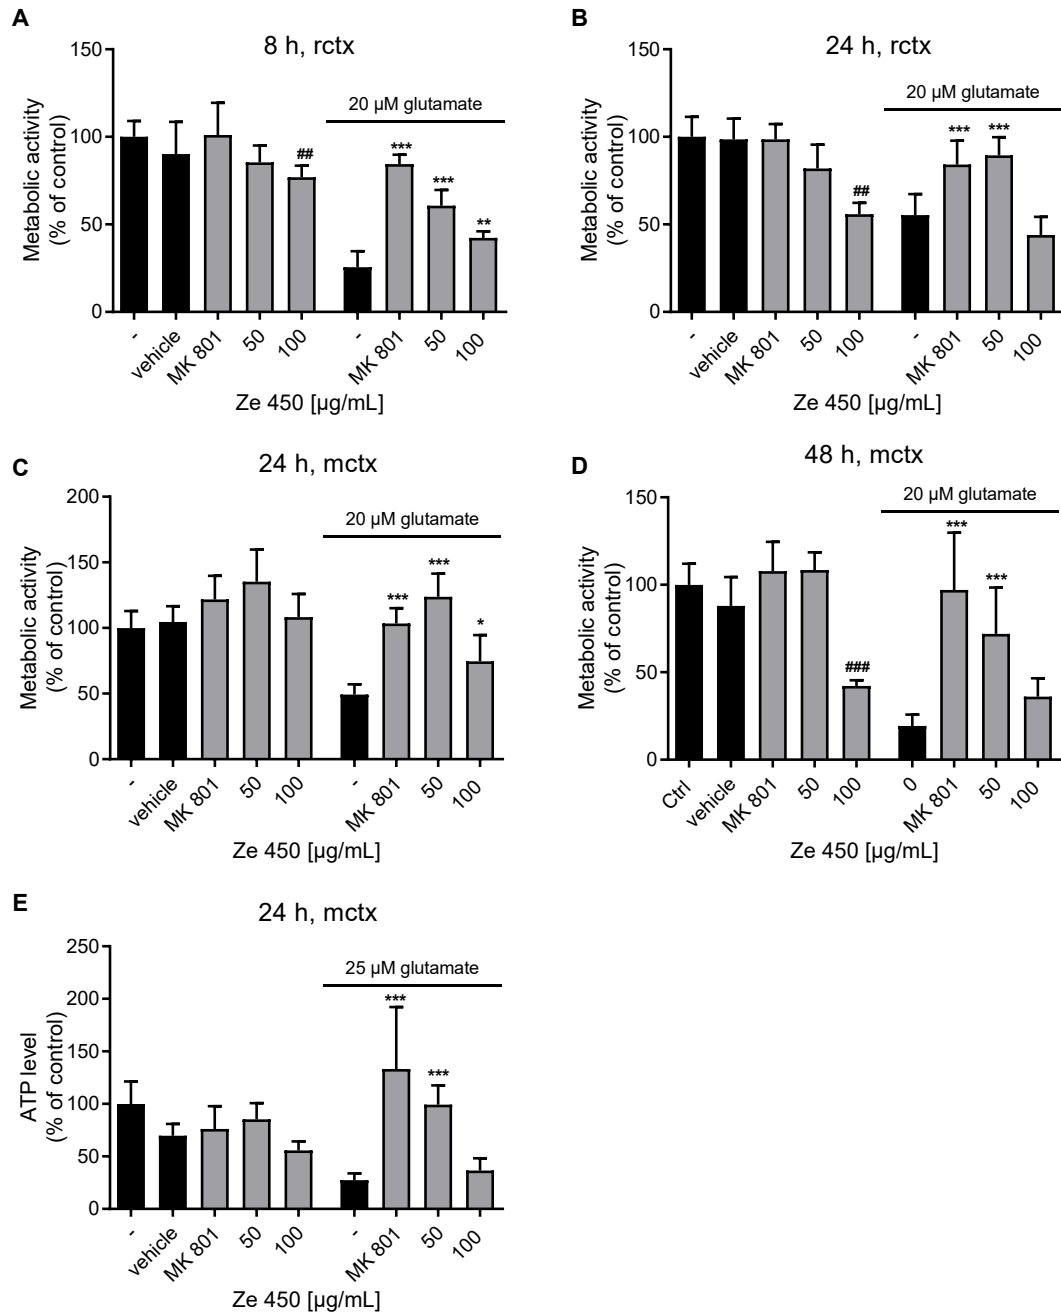 A
8 h, rctx
Metabolic activity
(% of control)
150
100
50
0
20 µM glutamate
##
***
***
**
-
vehicle
MK 801
50
100
-
MK 801
50
100
Ze 450 [µg/mL]
B
24 h, rctx
Metabolic activity
(% of control)
150
100
50
0
20 µM glutamate
##
***
***
-
vehicle
MK 801
50
100
-
MK 801
50
100
Ze 450 [µg/mL]
C
24 h, mctx
Metabolic activity
(% of control)
200
150
100
50
0
20 µM glutamate
***
***
*
-
vehicle
MK 801
50
100
-
MK 801
50
100
Ze 450 [µg/mL]
D
48 h, mctx
Metabolic activity
(% of control)
150
100
50
0
20 µM glutamate
###
***
***
Ctrl
vehicle
MK 801
50
100
0
MK 801
50
100
Ze 450 [µg/mL]
E
24 h, mctx
ATP level
(% of control)
250
200
150
100
50
0
25 µM glutamate
***
***
-
vehicle
MK 801
50
100
-
MK 801
50
100
Ze 450 [µg/mL]